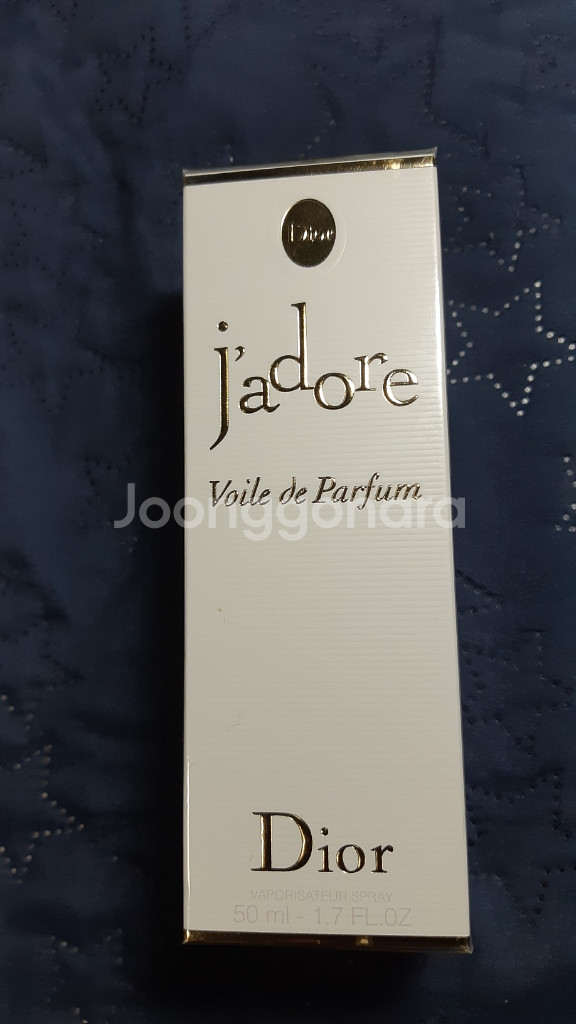 Dior
j'adore
Voile de Parfum
Joonggonara
Dior
VAPORISATEUR SPRAY
50 ml - 1.7 FL.OZ